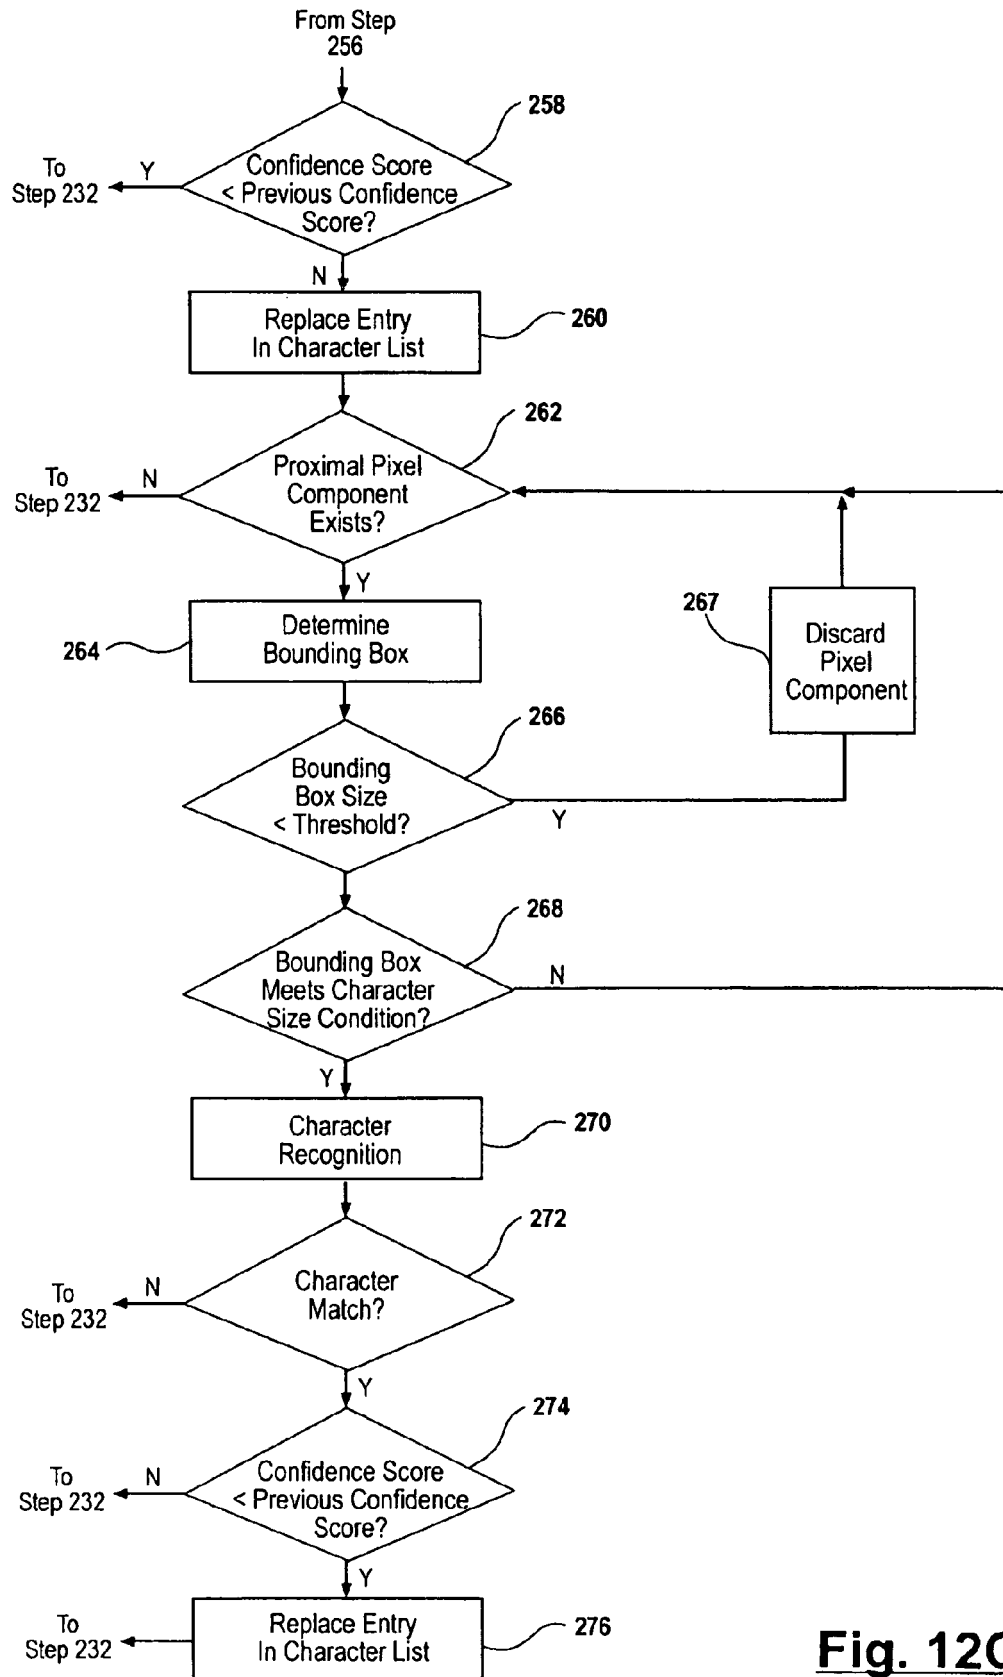 From Step
256
258
Confidence Score
< Previous Confidence
Score?
Y
To
Step 232
N
Replace Entry
In Character List
260
262
Proximal Pixel
Component
Exists?
N
To
Step 232
Y
Determine
Bounding Box
264
267
Discard
Pixel
Component
266
Bounding
Box Size
< Threshold?
Y
268
Bounding Box
Meets Character
Size Condition?
N
Y
Character
Recognition
270
272
Character
Match?
N
To
Step 232
Y
274
Confidence Score
< Previous Confidence
Score?
N
To
Step 232
Y
Replace Entry
In Character List
276
To
Step 232
Fig. 12C